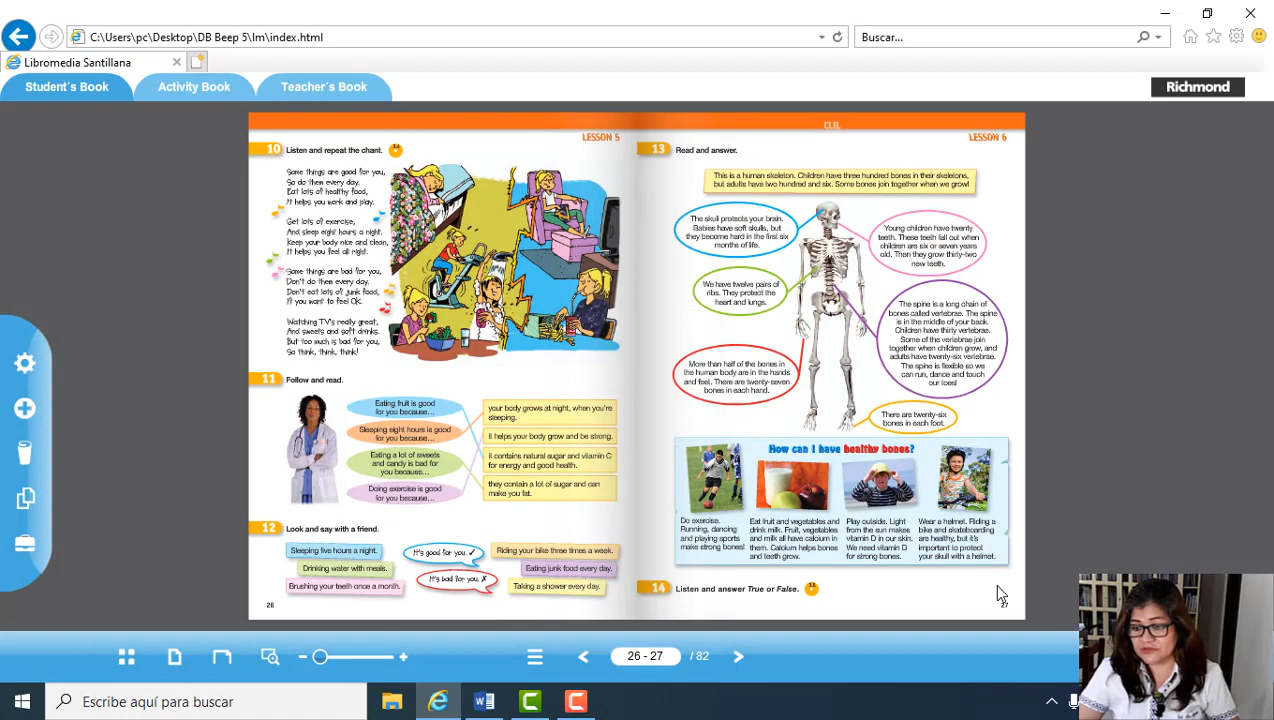 C:\Users\pc\Desktop\DB Beep 5\lm\index.html
Buscar...
Libromedia Santillana
Student´s Book
Activity Book
Teacher´s Book
Richmond
LESSON 5
10 Listen and repeat the chant.
Some things are good for you,
So do them every day.
Eat lots of healthy food,
It helps you work and play.
Get lots of exercise,
And sleep eight hours a night.
Keep your body nice and clean,
It helps you feel all right.
Some things are bad for you,
Don't do them every day.
Don't eat lots of junk food,
If you want to feel OK.
Watching TV's really great,
And sweets and soft drinks.
But too much is bad for you,
So think, think, think!
11 Follow and read.
Eating fruit is good
for you because...
Sleeping eight hours is good
for you because...
Eating a lot of sweets
and candy is bad for
you because...
Doing exercise is good
for you because...
your body grows at night, when you're
sleeping.
it helps your body grow and be strong.
it contains natural sugar and vitamin C
for energy and good health.
they contain a lot of sugar and can
make you fat.
12 Look and say with a friend.
Sleeping five hours a night.
Drinking water with meals.
Brushing your teeth once a month.
It's good for you. ✓
It's bad for you. ✗
Riding your bike three times a week.
Eating junk food every day.
Taking a shower every day.
26
CLIL
LESSON 6
13 Read and answer.
This is a human skeleton. Children have three hundred bones in their skeletons,
but adults have two hundred and six. Some bones join together when we grow!
The skull protects your brain.
Babies have soft skulls, but
they become hard in the first six
months of life.
Young children have twenty
teeth. These teeth fall out when
children are six or seven years
old. Then they grow thirty-two
new teeth.
We have twelve pairs of
ribs. They protect the
heart and lungs.
The spine is a long chain of
bones called vertebrae. The spine
is in the middle of your back.
Children have thirty vertebrae.
Some of the vertebrae join
together when children grow, and
adults have twenty-six vertebrae.
The spine is flexible so we
can run, dance and touch
our toes!
More than half of the bones in
the human body are in the hands
and feet. There are twenty-seven
bones in each hand.
There are twenty-six
bones in each foot.
How can I have healthy bones?
Do exercise.
Running, dancing
and playing sports
make strong bones!
Eat fruit and vegetables and
drink milk. Fruit, vegetables
and milk all have calcium in
them. Calcium helps bones
and teeth grow.
Play outside. Light
from the sun makes
vitamin D in our skin.
We need vitamin D
for strong bones.
Wear a helmet. Riding a
bike and skateboarding
are healthy, but it's
important to protect
your skull with a helmet.
14 Listen and answer True or False.
27
26 - 27 / 82
Escribe aquí para buscar